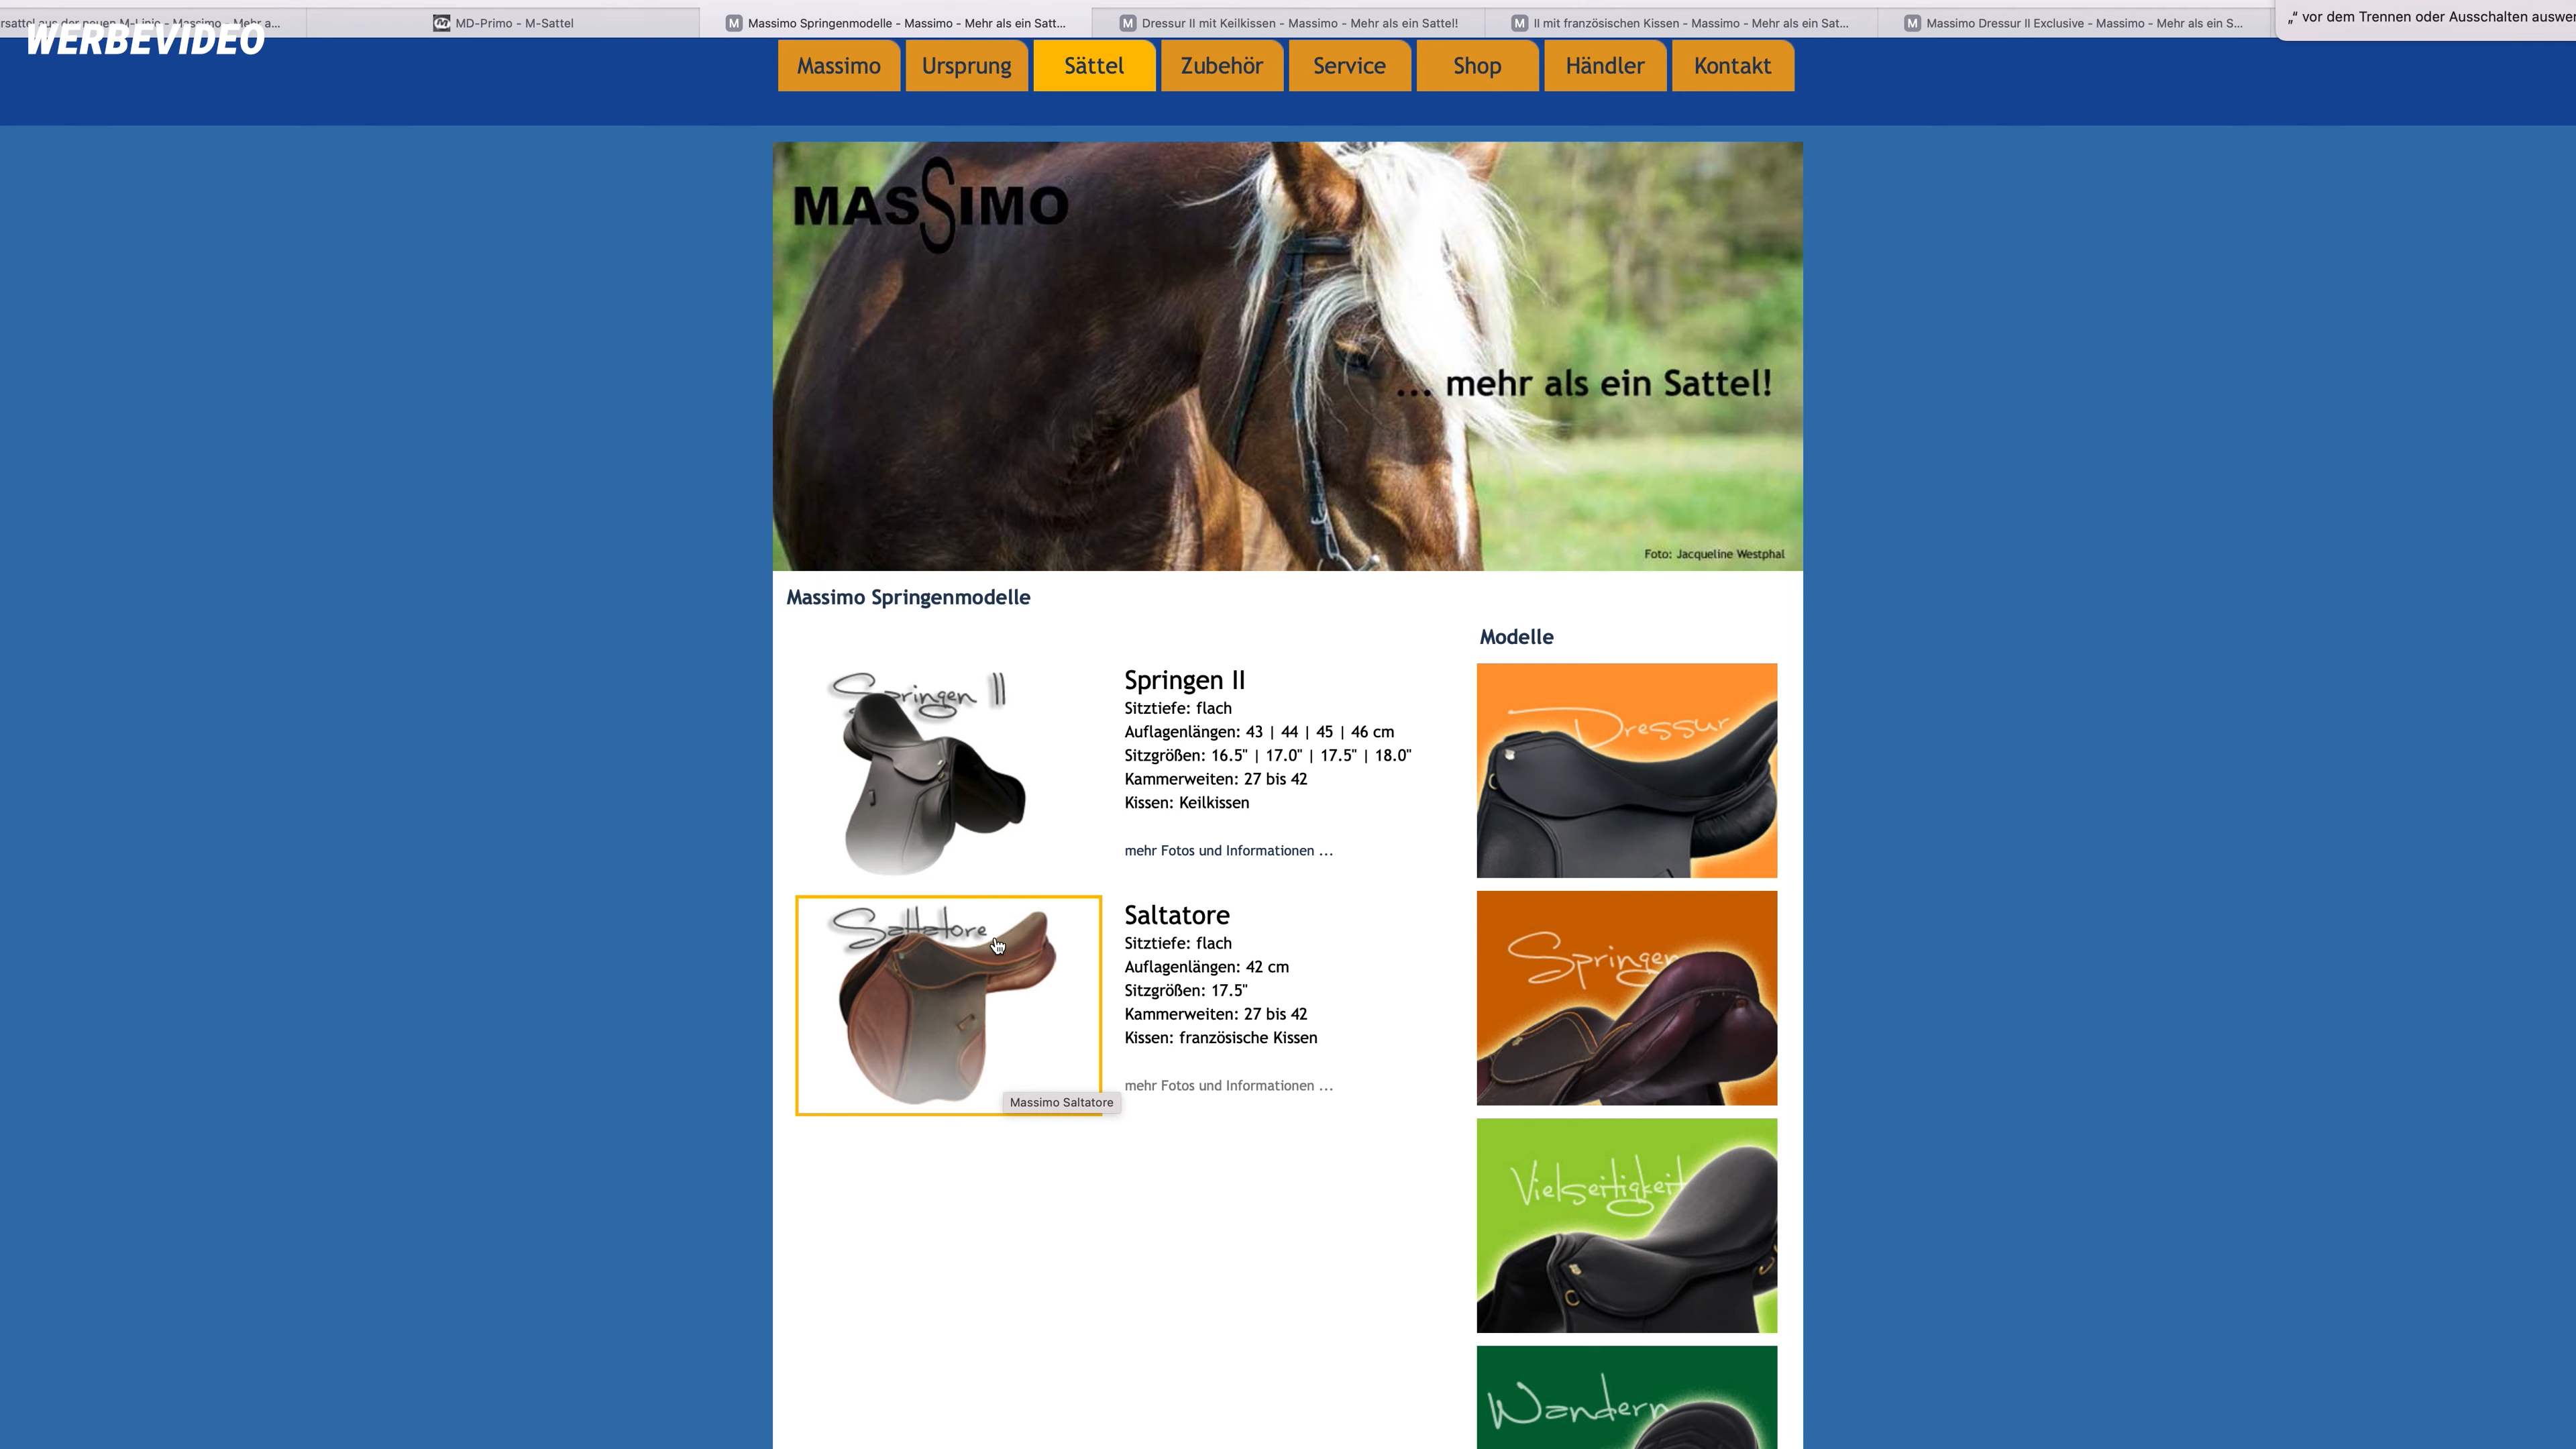 WERBEVIDEO
MD-Primo - M-Sattel
Massimo Springenmodelle - Massimo - Mehr als ein Satt...
Dressur II mit Keilkissen - Massimo - Mehr als ein Sattel!
II mit französischen Kissen - Massimo - Mehr als ein Sat...
Massimo Dressur II Exclusive - Massimo - Mehr als ein S...
“ vor dem Trennen oder Ausschalten auswe
Massimo
Ursprung
Sättel
Zubehör
Service
Shop
Händler
Kontakt
MASSIMO
... mehr als ein Sattel!
Foto: Jacqueline Westphal
Massimo Springenmodelle
Springen II
Springen II
Sitztiefe: flach
Auflagenlängen: 43 | 44 | 45 | 46 cm
Sitzgrößen: 16.5" | 17.0" | 17.5" | 18.0"
Kammerweiten: 27 bis 42
Kissen: Keilkissen
mehr Fotos und Informationen ...
Saltatore
Saltatore
Sitztiefe: flach
Auflagenlängen: 42 cm
Sitzgrößen: 17.5"
Kammerweiten: 27 bis 42
Kissen: französische Kissen
mehr Fotos und Informationen ...
Massimo Saltatore
Modelle
Dressur
Springen
Vielseitigkeit
Wandern